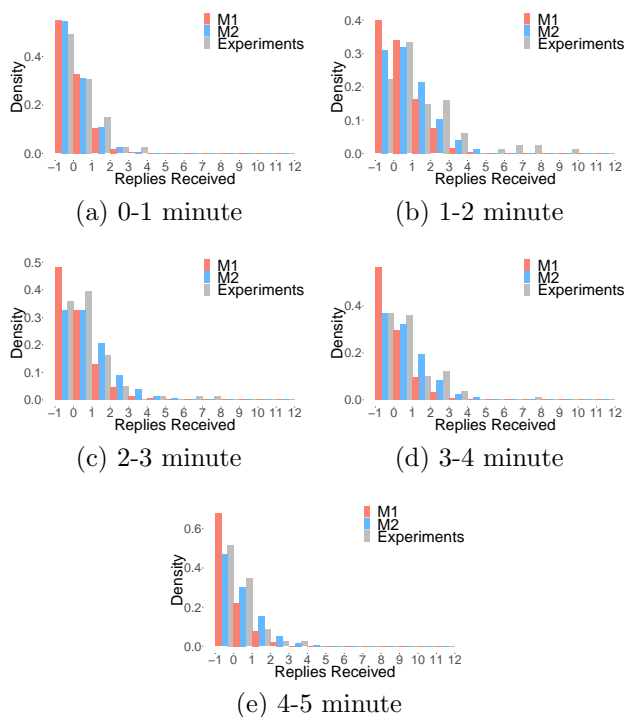 M1
M2
Experiments
Density
0.4
0.2
0.0
−1 0 1 2 3 4 5 6 7 8 9 10 11 12
Replies Received
(a) 0-1 minute
M1
M2
Experiments
Density
0.4
0.3
0.2
0.1
0.0
−1 0 1 2 3 4 5 6 7 8 9 10 11 12
Replies Received
(b) 1-2 minute
M1
M2
Experiments
Density
0.5
0.4
0.3
0.2
0.1
0.0
−1 0 1 2 3 4 5 6 7 8 9 10 11 12
Replies Received
(c) 2-3 minute
M1
M2
Experiments
Density
0.4
0.2
0.0
−1 0 1 2 3 4 5 6 7 8 9 10 11 12
Replies Received
(d) 3-4 minute
M1
M2
Experiments
Density
0.6
0.4
0.2
0.0
−1 0 1 2 3 4 5 6 7 8 9 10 11 12
Replies Received
(e) 4-5 minute